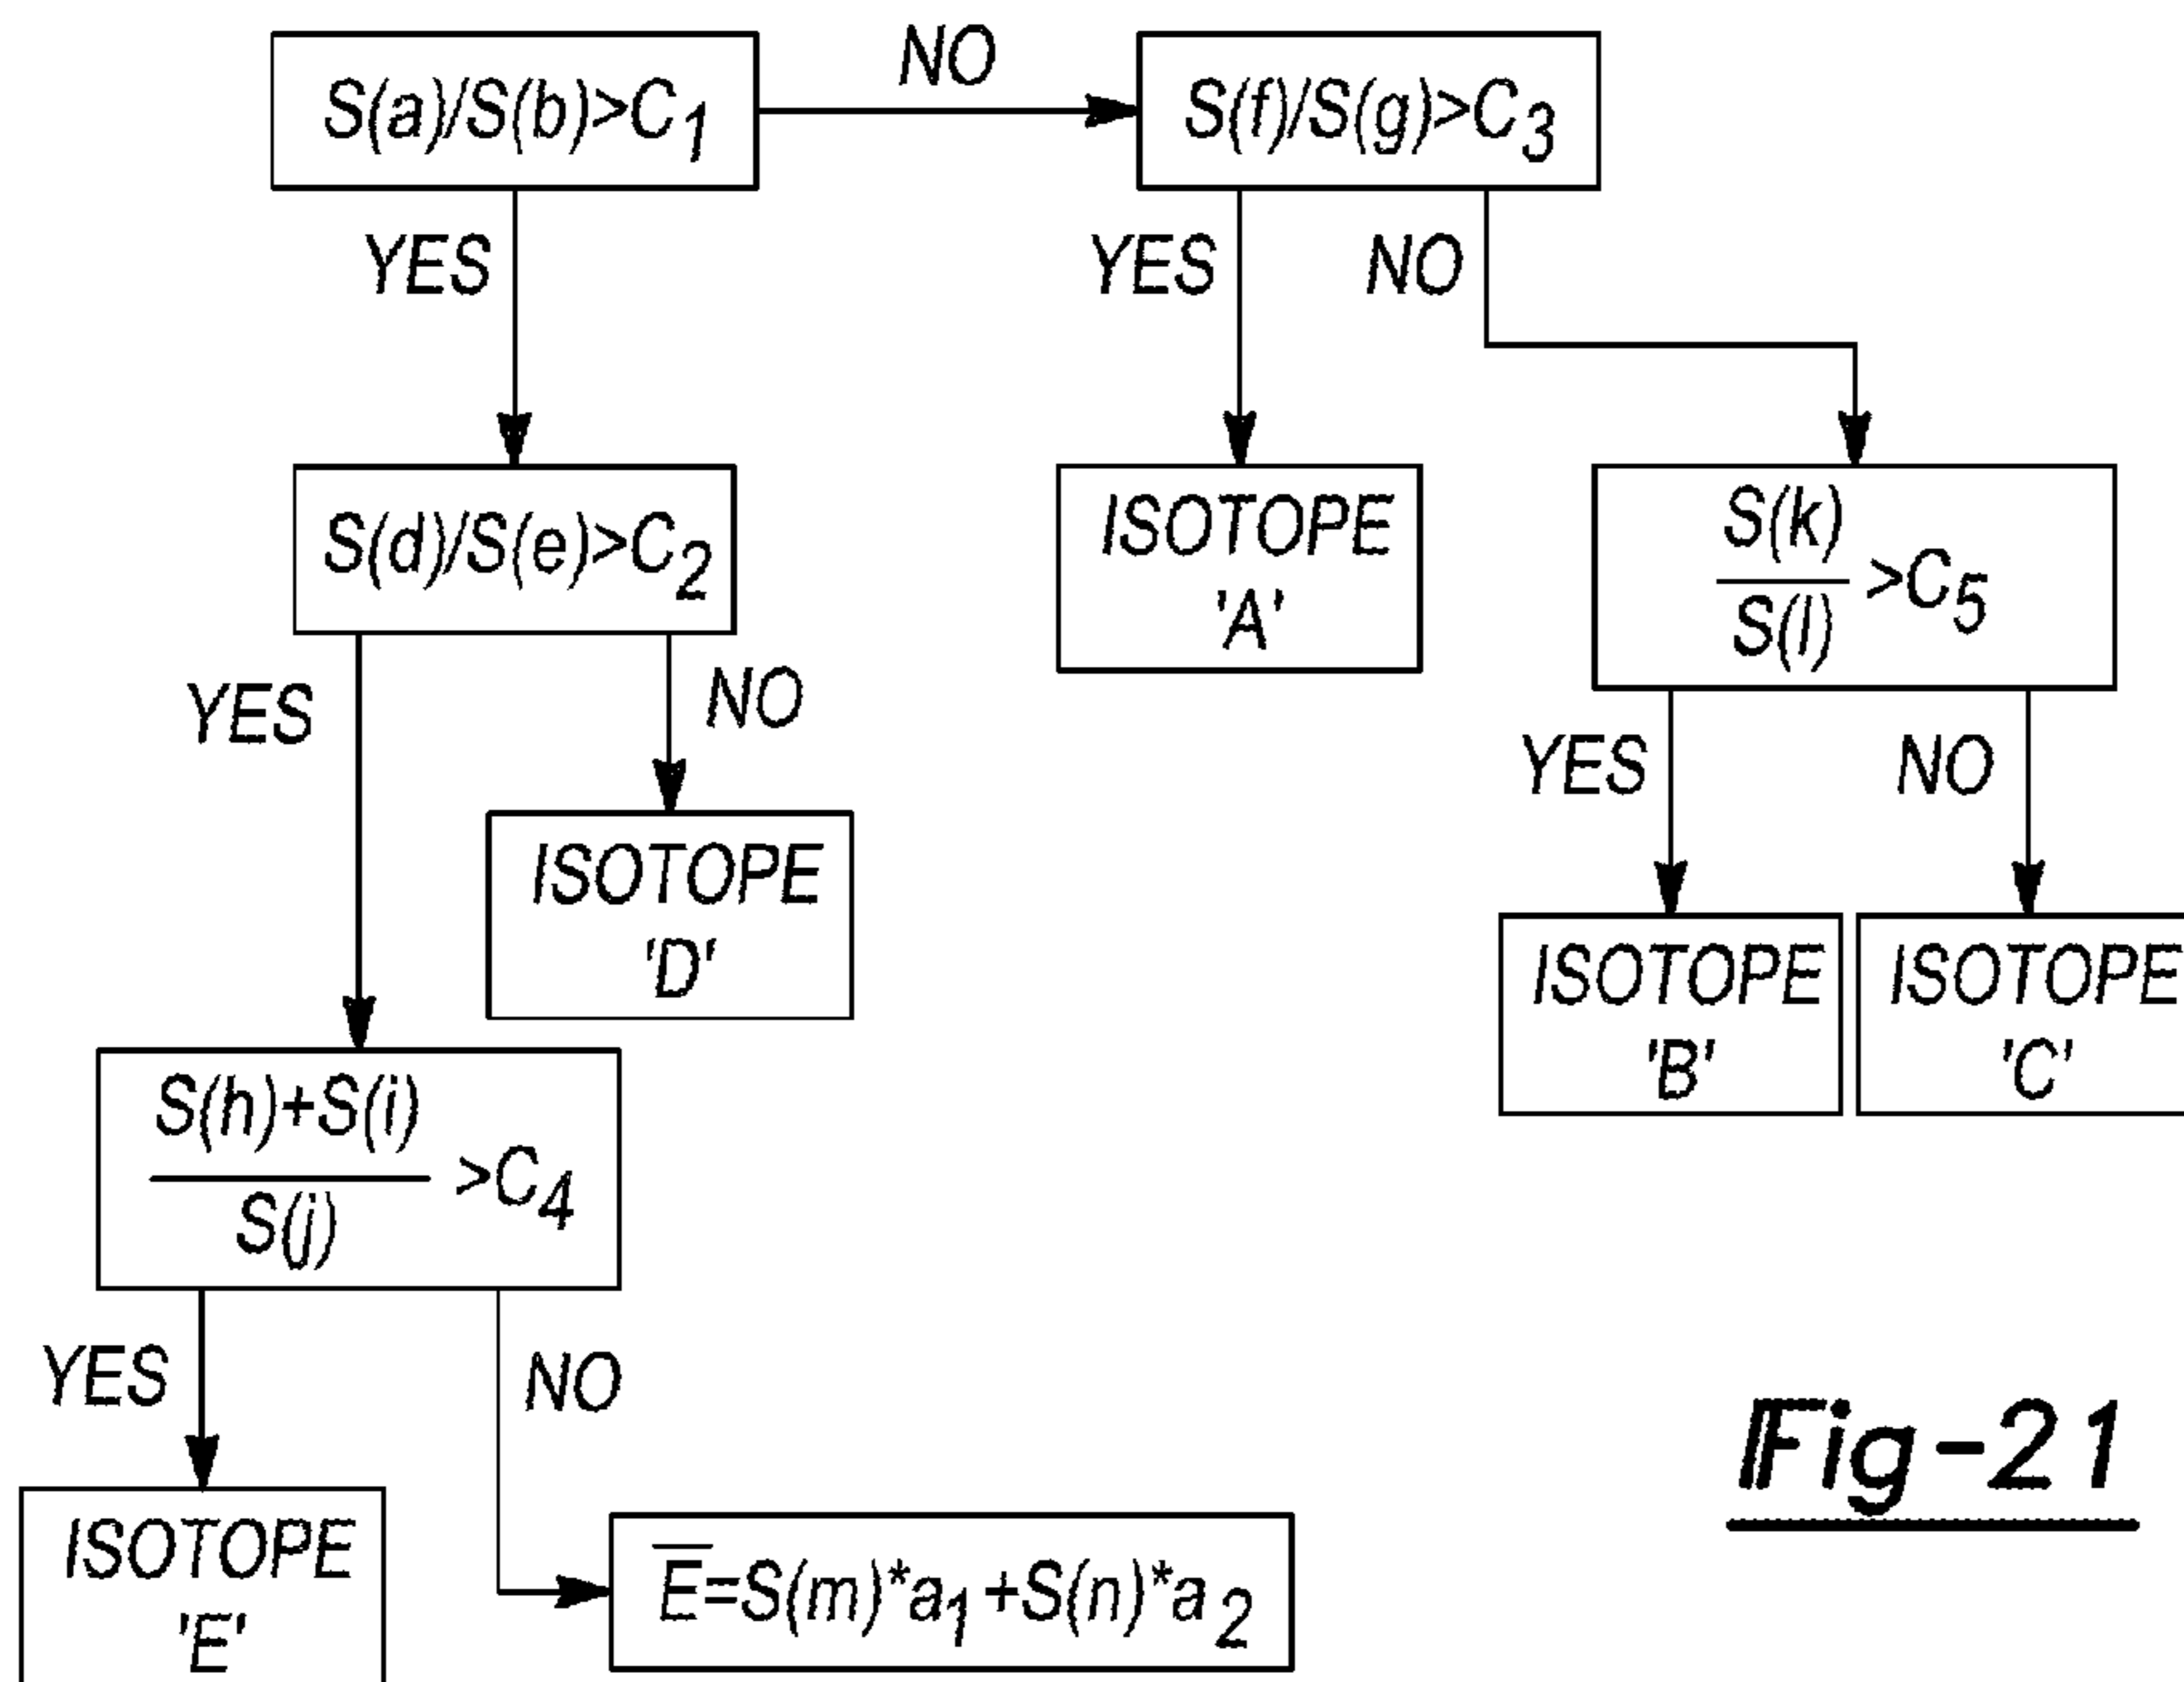 S(a)/S(b)>C1
NO
S(f)/S(g)>C3
YES
YES
NO
S(d)/S(e)>C2
ISOTOPE
'A'
S(k)
S(l)
>C5
YES
NO
YES
NO
ISOTOPE
'D'
ISOTOPE
'B'
ISOTOPE
'C'
S(h)+S(i)
S(j)
>C4
YES
NO
ISOTOPE
'E'
E̅=S(m)*a1+S(n)*a2
Fig-21